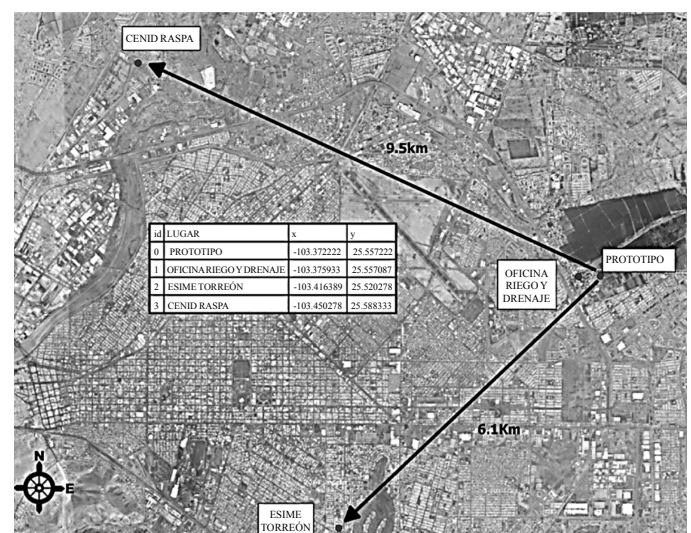 CENID RASPA
9.5km
id LUGAR x y
0 PROTOTIPO -103.372222 25.557222
1 OFICINA RIEGO Y DRENAJE -103.375933 25.557087
2 ESIME TORREÓN -103.416389 25.520278
3 CENID RASPA -103.450278 25.588333
PROTOTIPO
OFICINA
RIEGO Y
DRENAJE
6.1Km
N
E
ESIME
TORREÓN